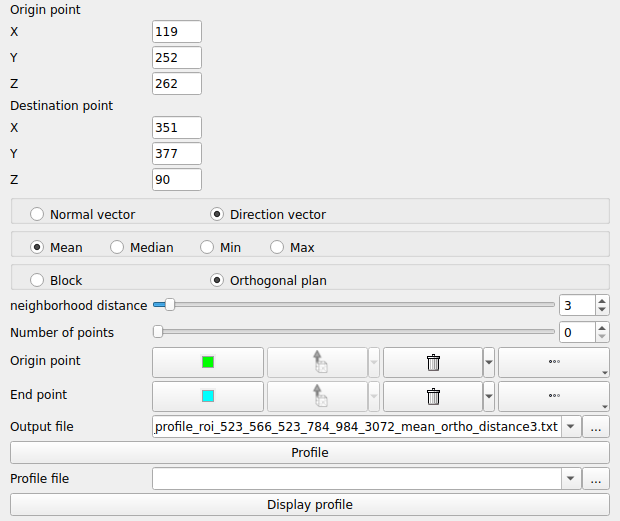 Origin point
X 119
Y 252
Z 262
Destination point
X 351
Y 377
Z 90
Normal vector Direction vector
Mean Median Min Max
Block Orthogonal plan
neighborhood distance 3
Number of points 0
Origin point
End point
Output file profile_roi_523_566_523_784_984_3072_mean_ortho_distance3.txt ...
Profile
Profile file ...
Display profile